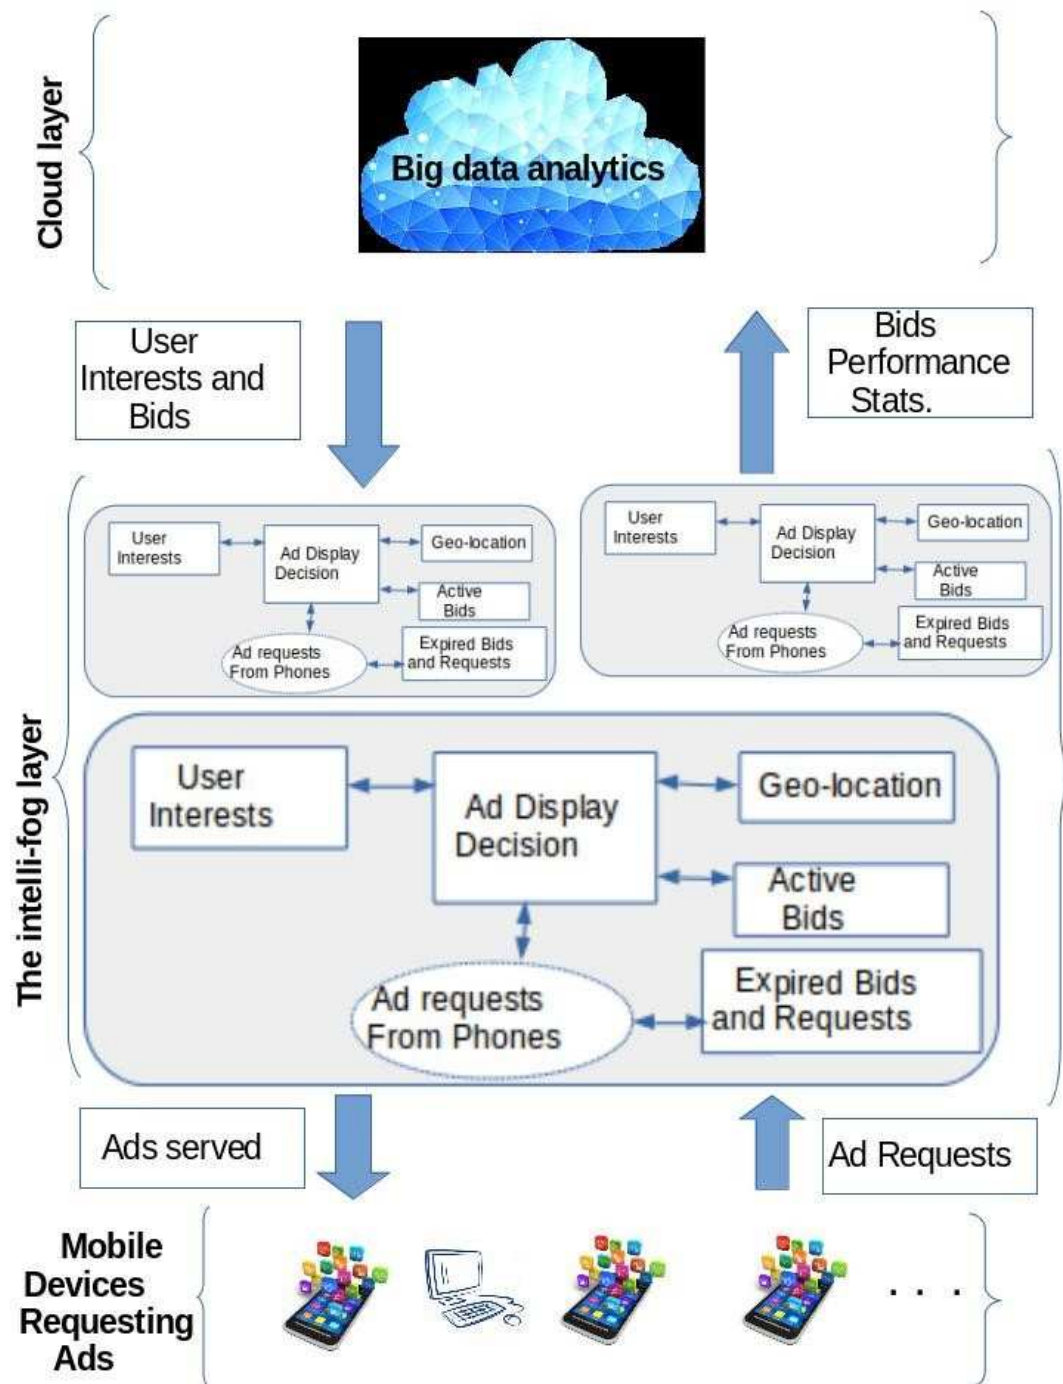 Cloud layer
Big data analytics
User
Interests and
Bids
Bids
Performance
Stats.
The intelli-fog layer
User
Interests
Ad Display
Decision
Geo-location
Active
Bids
Ad requests
From Phones
Expired Bids
and Requests
User
Interests
Ad Display
Decision
Geo-location
Active
Bids
Ad requests
From Phones
Expired Bids
and Requests
User
Interests
Ad Display
Decision
Geo-location
Active
Bids
Ad requests
From Phones
Expired Bids
and Requests
Ads served
Ad Requests
Mobile
Devices
Requesting
Ads
. . .